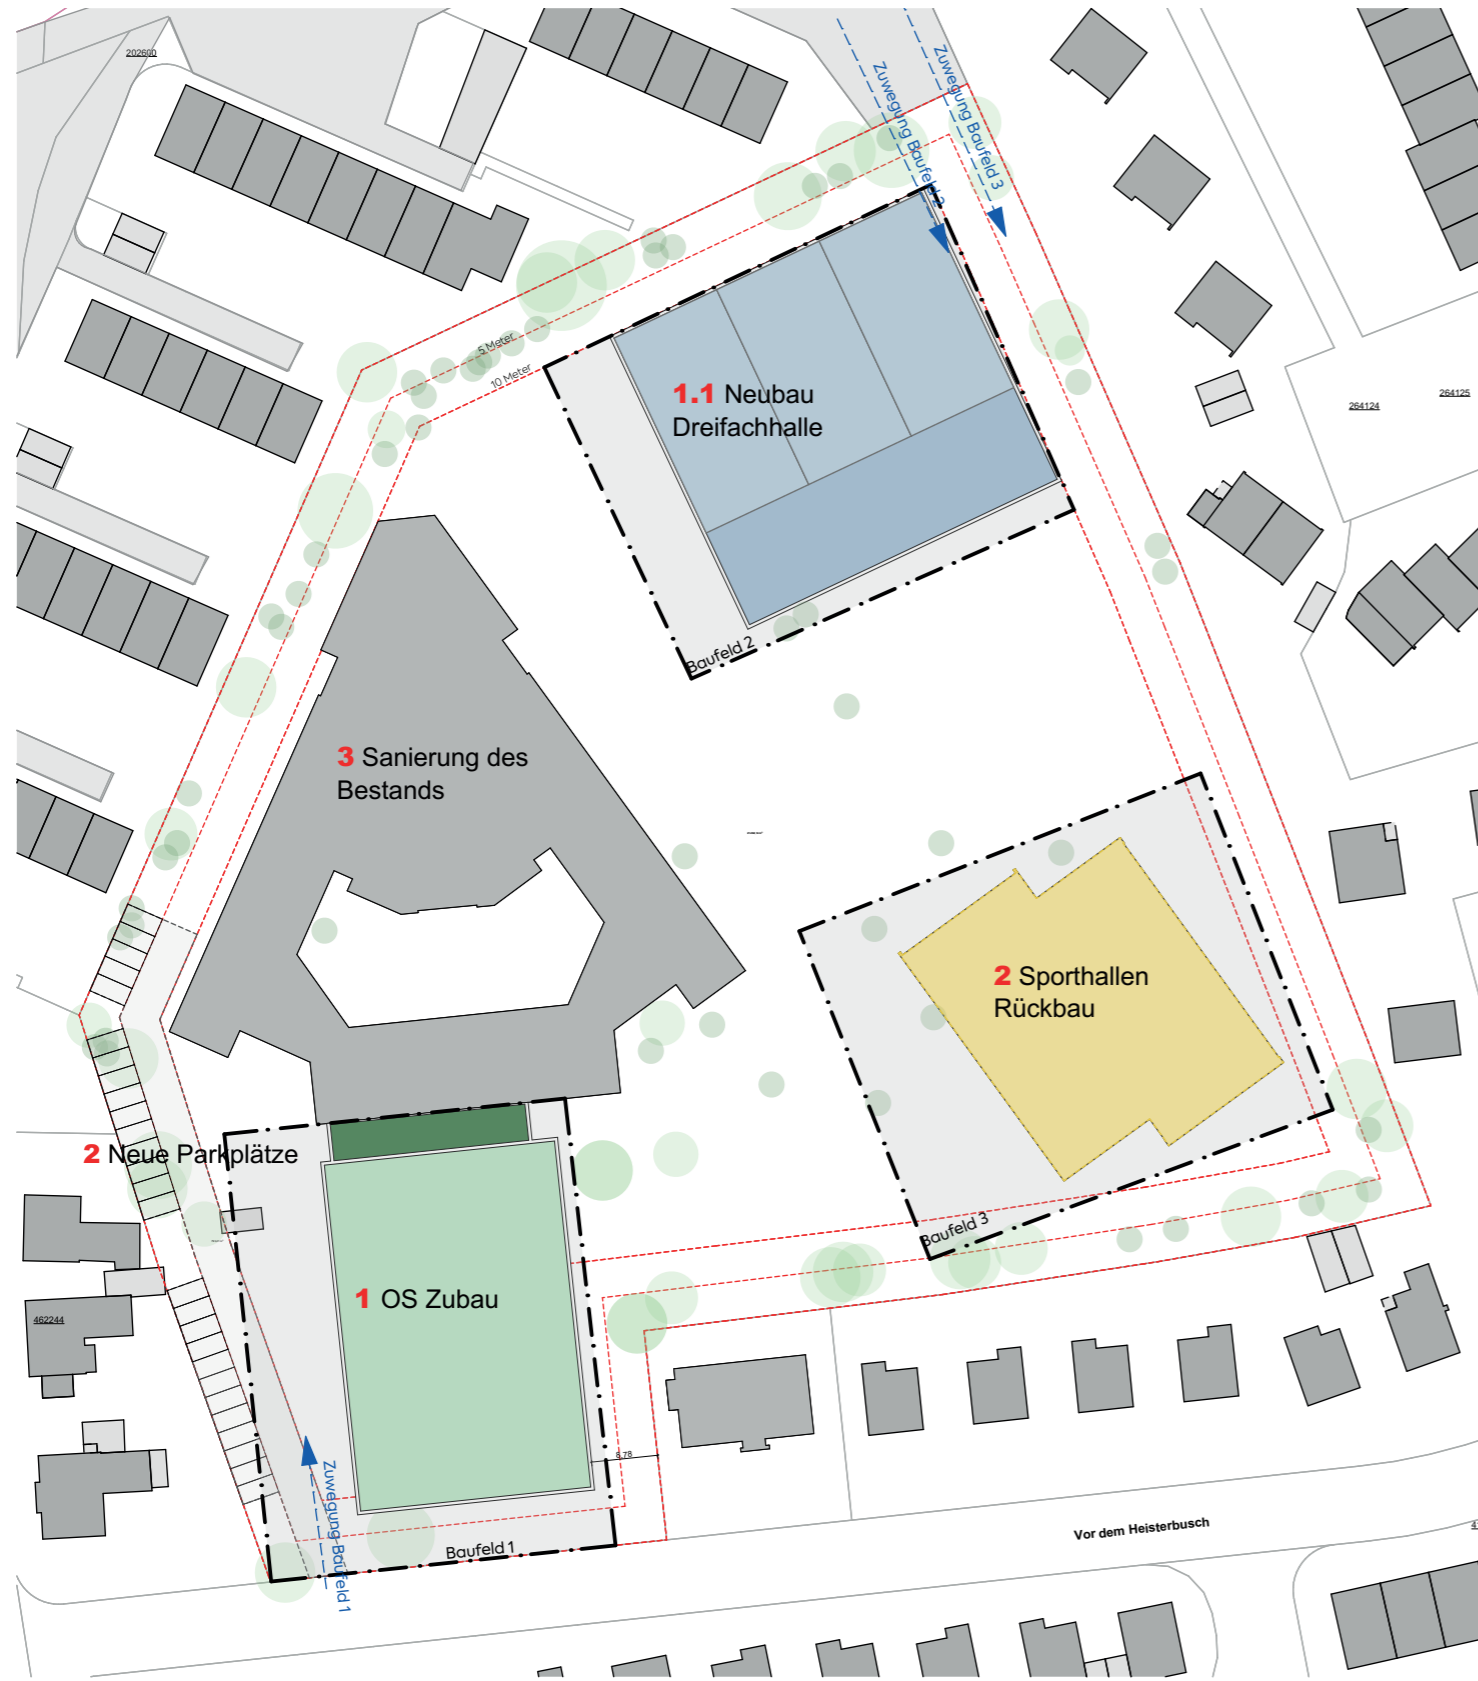 202600
Zuwegung Baufeld 2
Zuwegung Baufeld 3
5 Meter
10 Meter
1.1 Neubau
Dreifachhalle
264124
264125
Baufeld 2
3 Sanierung des
Bestands
2 Sporthallen
Rückbau
2 Neue Parkplätze
Baufeld 3
1 OS Zubau
462244
Zuwegung Baufeld 1
Baufeld 1
Vor dem Heisterbusch